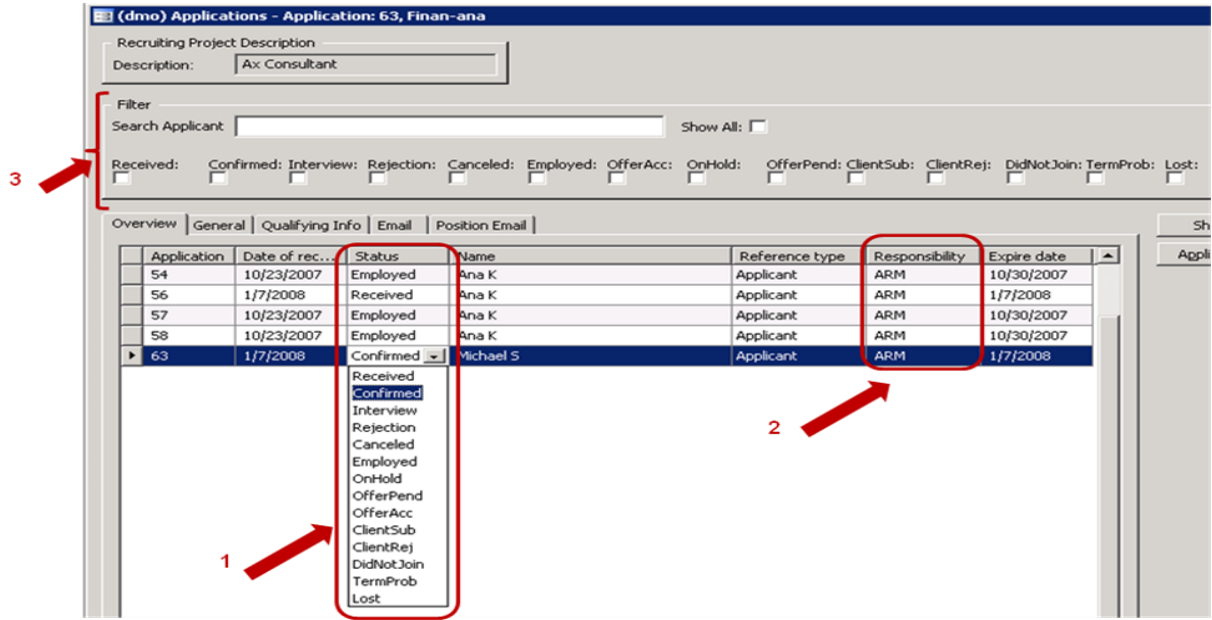 (dmo) Applications - Application: 63, Finan-ana
Recruiting Project Description
Description: Ax Consultant
Filter
Search Applicant Show All:
3
Received: Confirmed: Interview: Rejection: Canceled: Employed: OfferAcc: OnHold: OfferPend: ClientSub: ClientRej: DidNotJoin: TermProb: Lost:
Overview General Qualifying Info Email Position Email
Sh
Application Date of rec... Status Name Reference type Responsibility Expire date
Appli
54 10/23/2007 Employed Ana K Applicant ARM 10/30/2007
56 1/7/2008 Received Ana K Applicant ARM 1/7/2008
57 10/23/2007 Employed Ana K Applicant ARM 10/30/2007
58 10/23/2007 Employed Ana K Applicant ARM 10/30/2007
63 1/7/2008 Confirmed Michael S Applicant ARM 1/7/2008
Received
Confirmed
Interview
Rejection
2
Canceled
Employed
OnHold
OfferPend
OfferAcc
ClientSub
ClientRej
1
DidNotJoin
TermProb
Lost